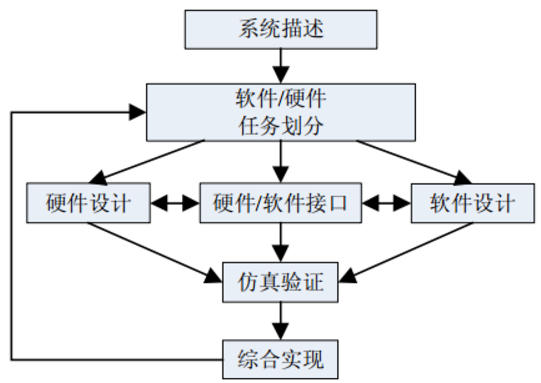 系统描述
软件/硬件
任务划分
硬件设计
硬件/软件接口
软件设计
仿真验证
综合实现